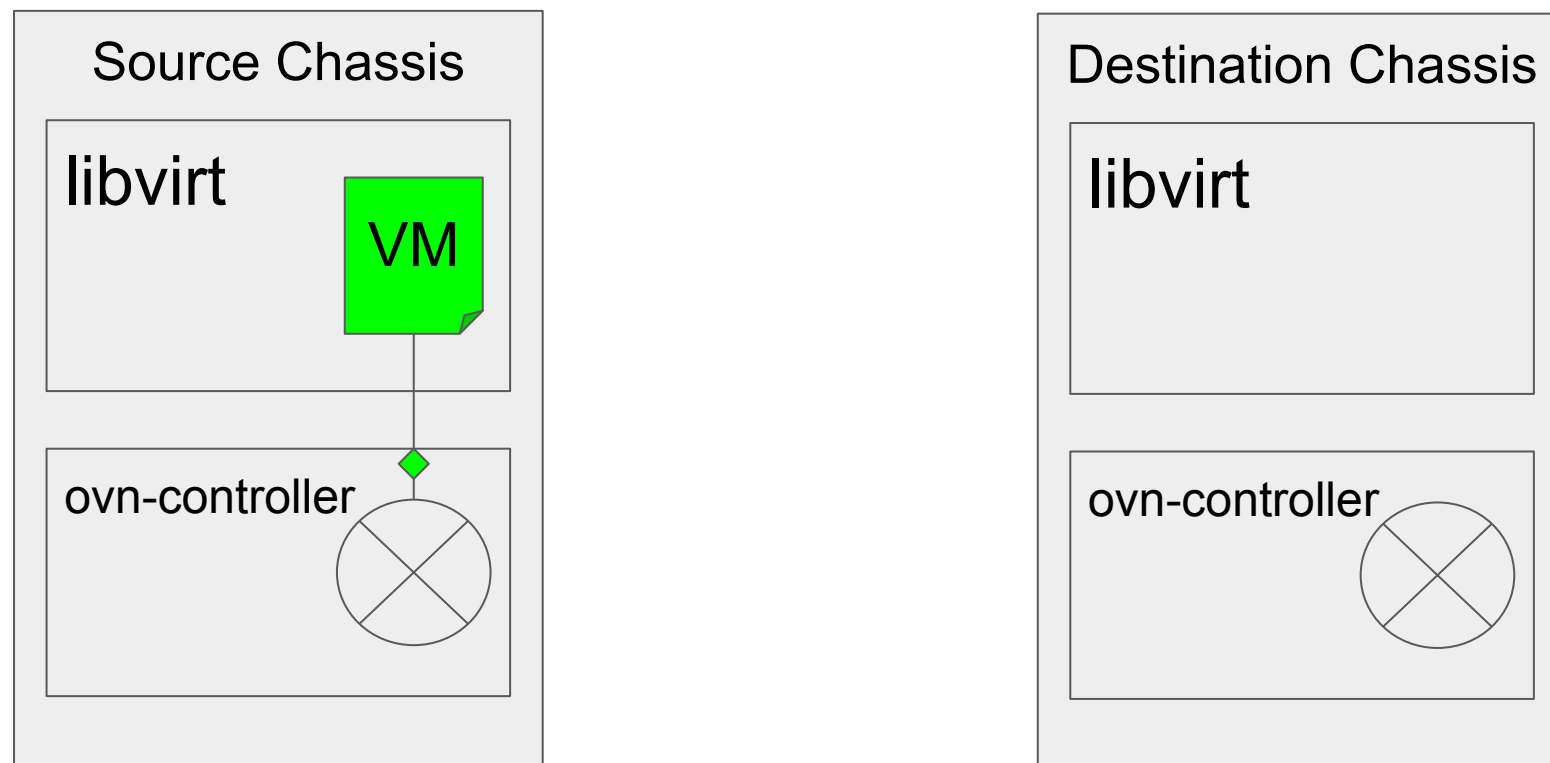 Source Chassis
libvirt
VM
ovn-controller
Destination Chassis
libvirt
ovn-controller